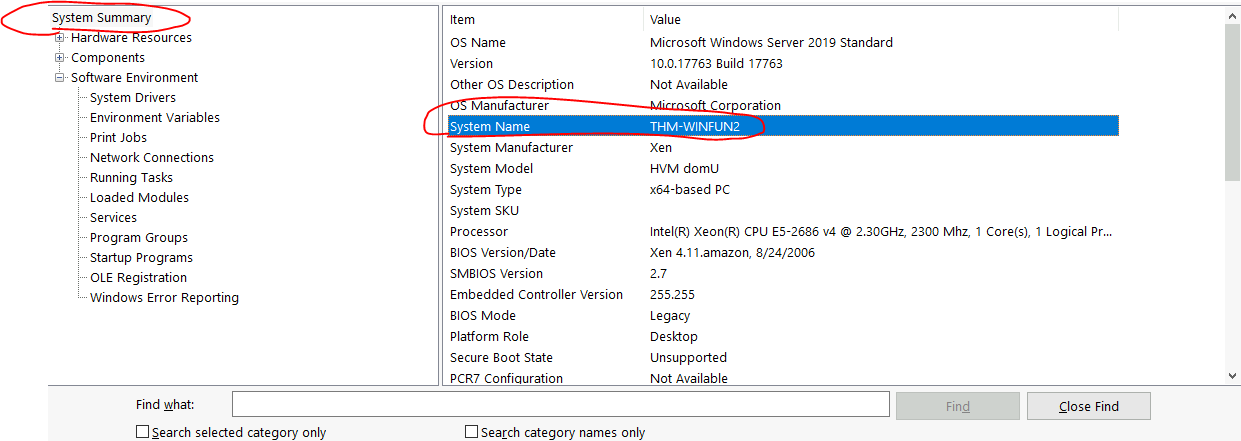 System Summary
Hardware Resources
Components
Software Environment
System Drivers
Environment Variables
Print Jobs
Network Connections
Running Tasks
Loaded Modules
Services
Program Groups
Startup Programs
OLE Registration
Windows Error Reporting
Item Value
OS Name Microsoft Windows Server 2019 Standard
Version 10.0.17763 Build 17763
Other OS Description Not Available
OS Manufacturer Microsoft Corporation
System Name THM-WINFUN2
System Manufacturer Xen
System Model HVM domU
System Type x64-based PC
System SKU
Processor Intel(R) Xeon(R) CPU E5-2686 v4 @ 2.30GHz, 2300 Mhz, 1 Core(s), 1 Logical Pr...
BIOS Version/Date Xen 4.11.amazon, 8/24/2006
SMBIOS Version 2.7
Embedded Controller Version 255.255
BIOS Mode Legacy
Platform Role Desktop
Secure Boot State Unsupported
PCR7 Configuration Not Available
Find what: Find Close Find
Search selected category only Search category names only